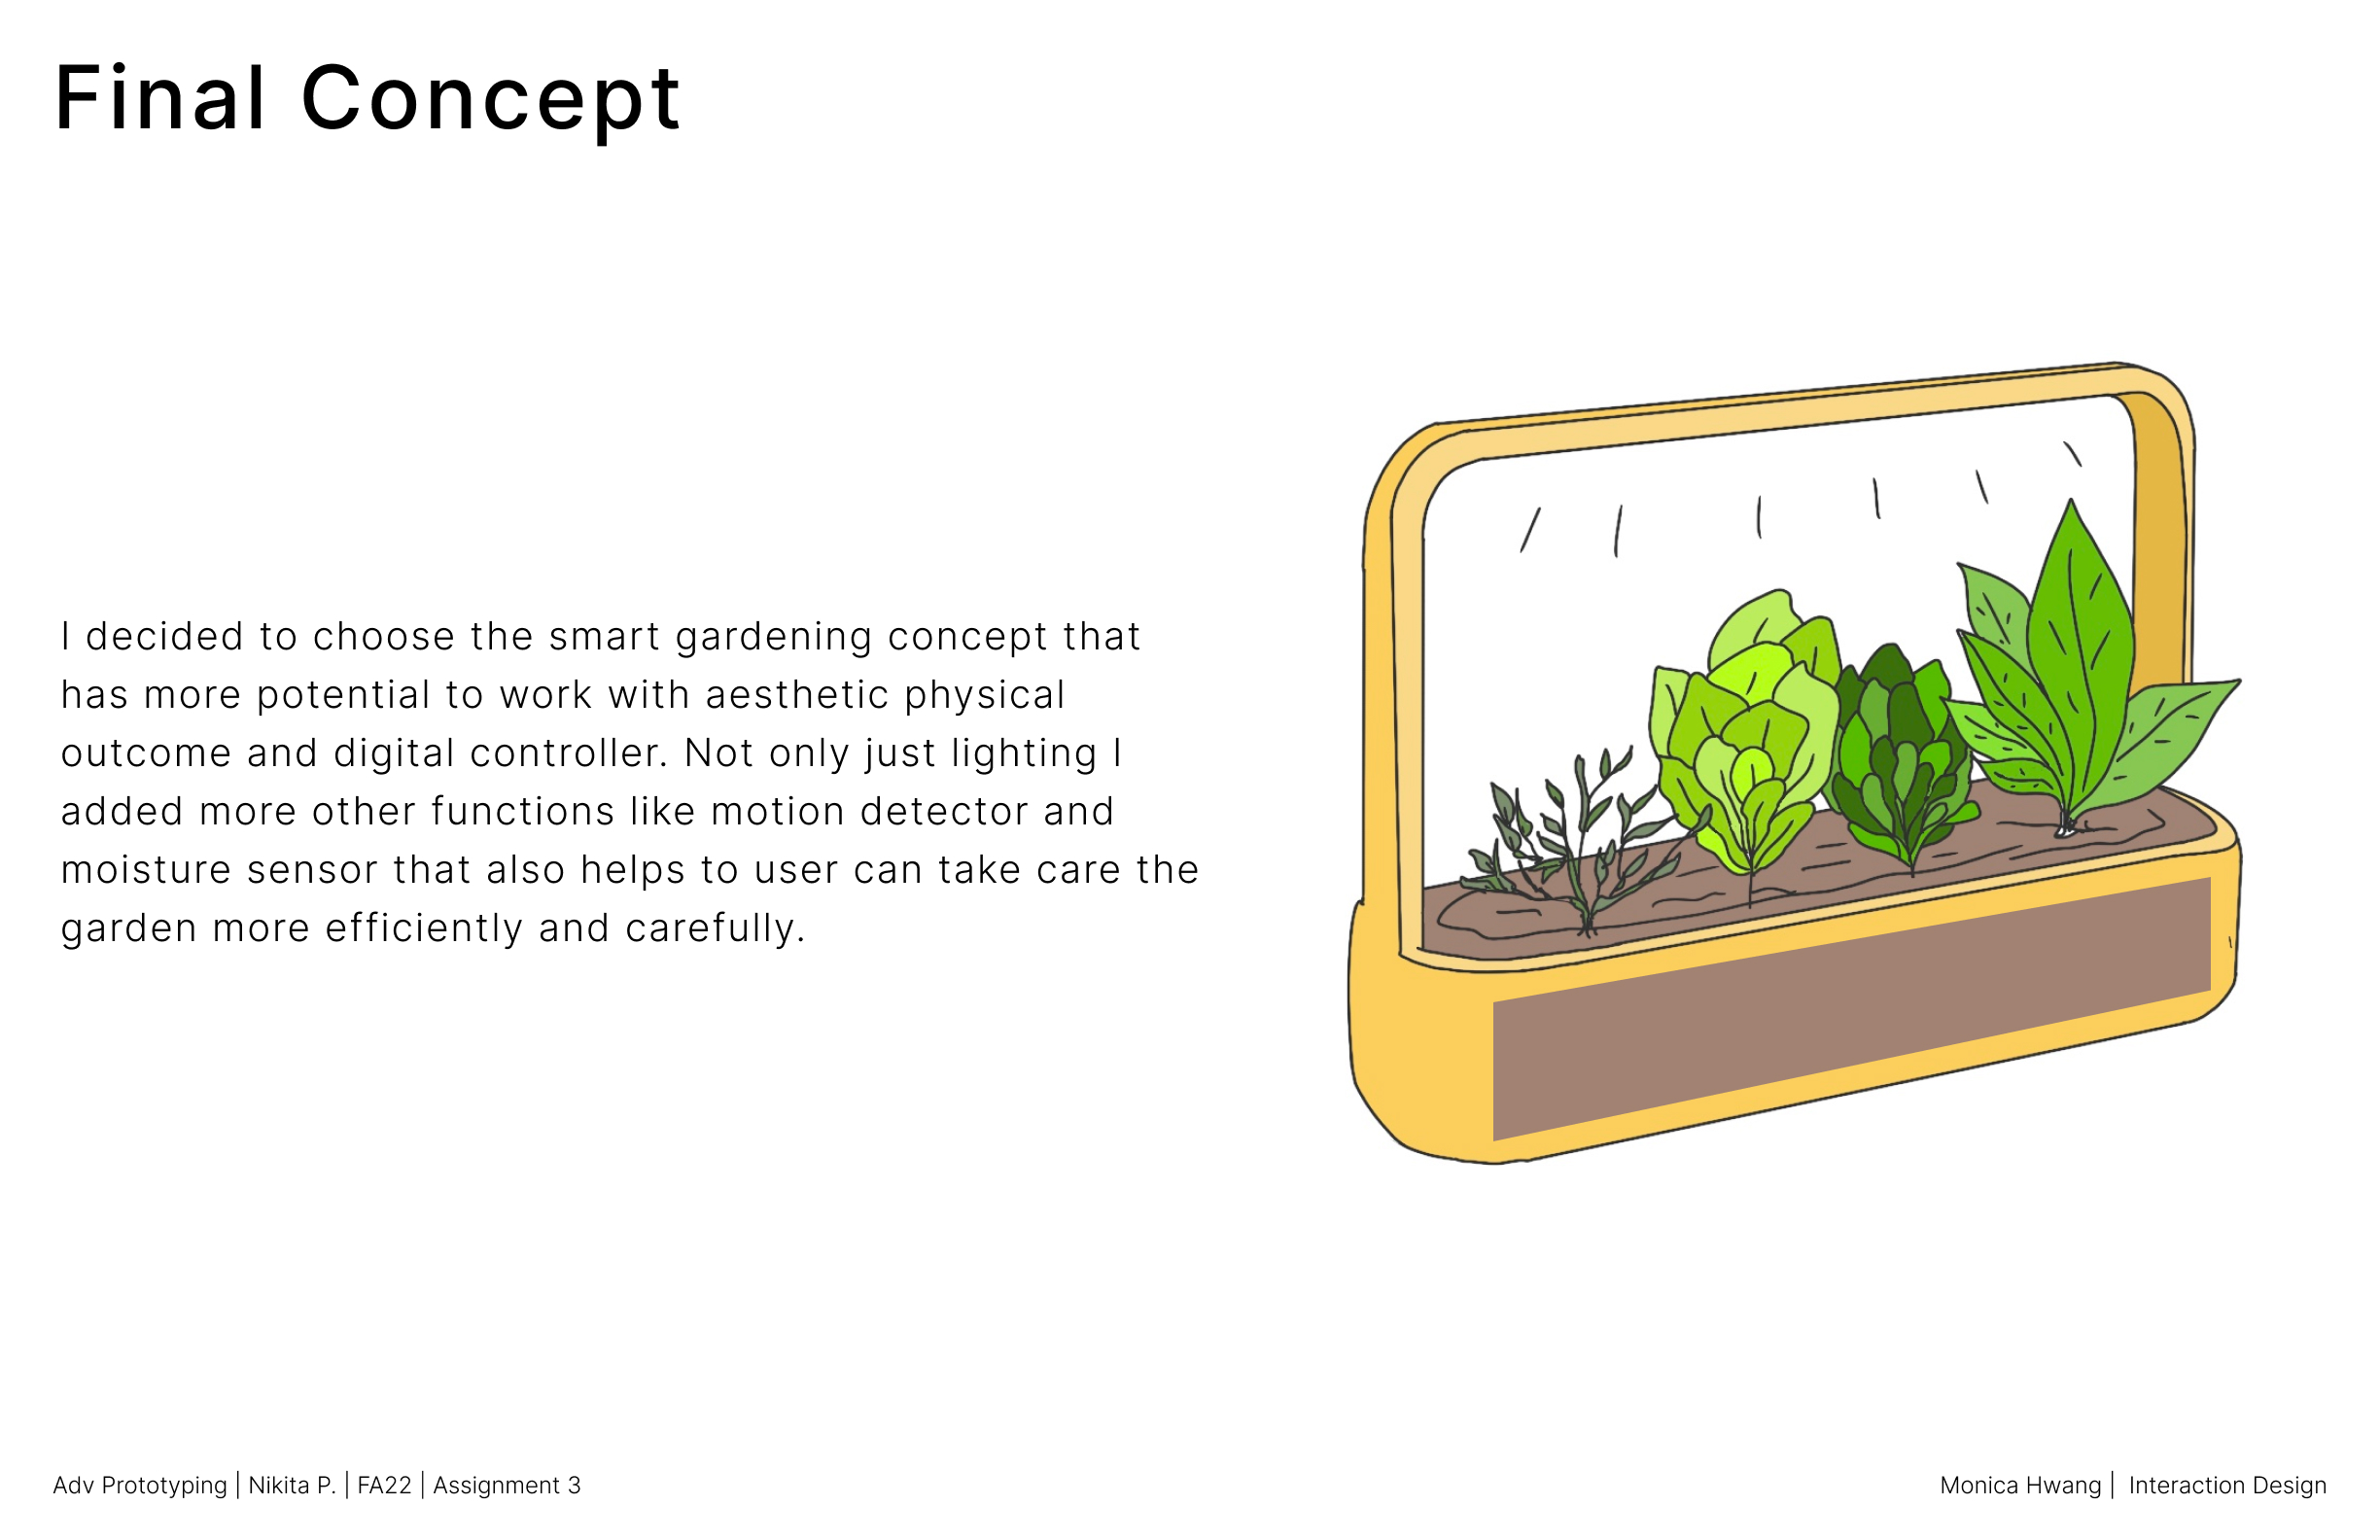 Final Concept
I decided to choose the smart gardening concept that
has more potential to work with aesthetic physical
outcome and digital controller. Not only just lighting I
added more other functions like motion detector and
moisture sensor that also helps to user can take care the
garden more efficiently and carefully.
Adv Prototyping | Nikita P. | FA22 | Assignment 3
Monica Hwang | Interaction Design